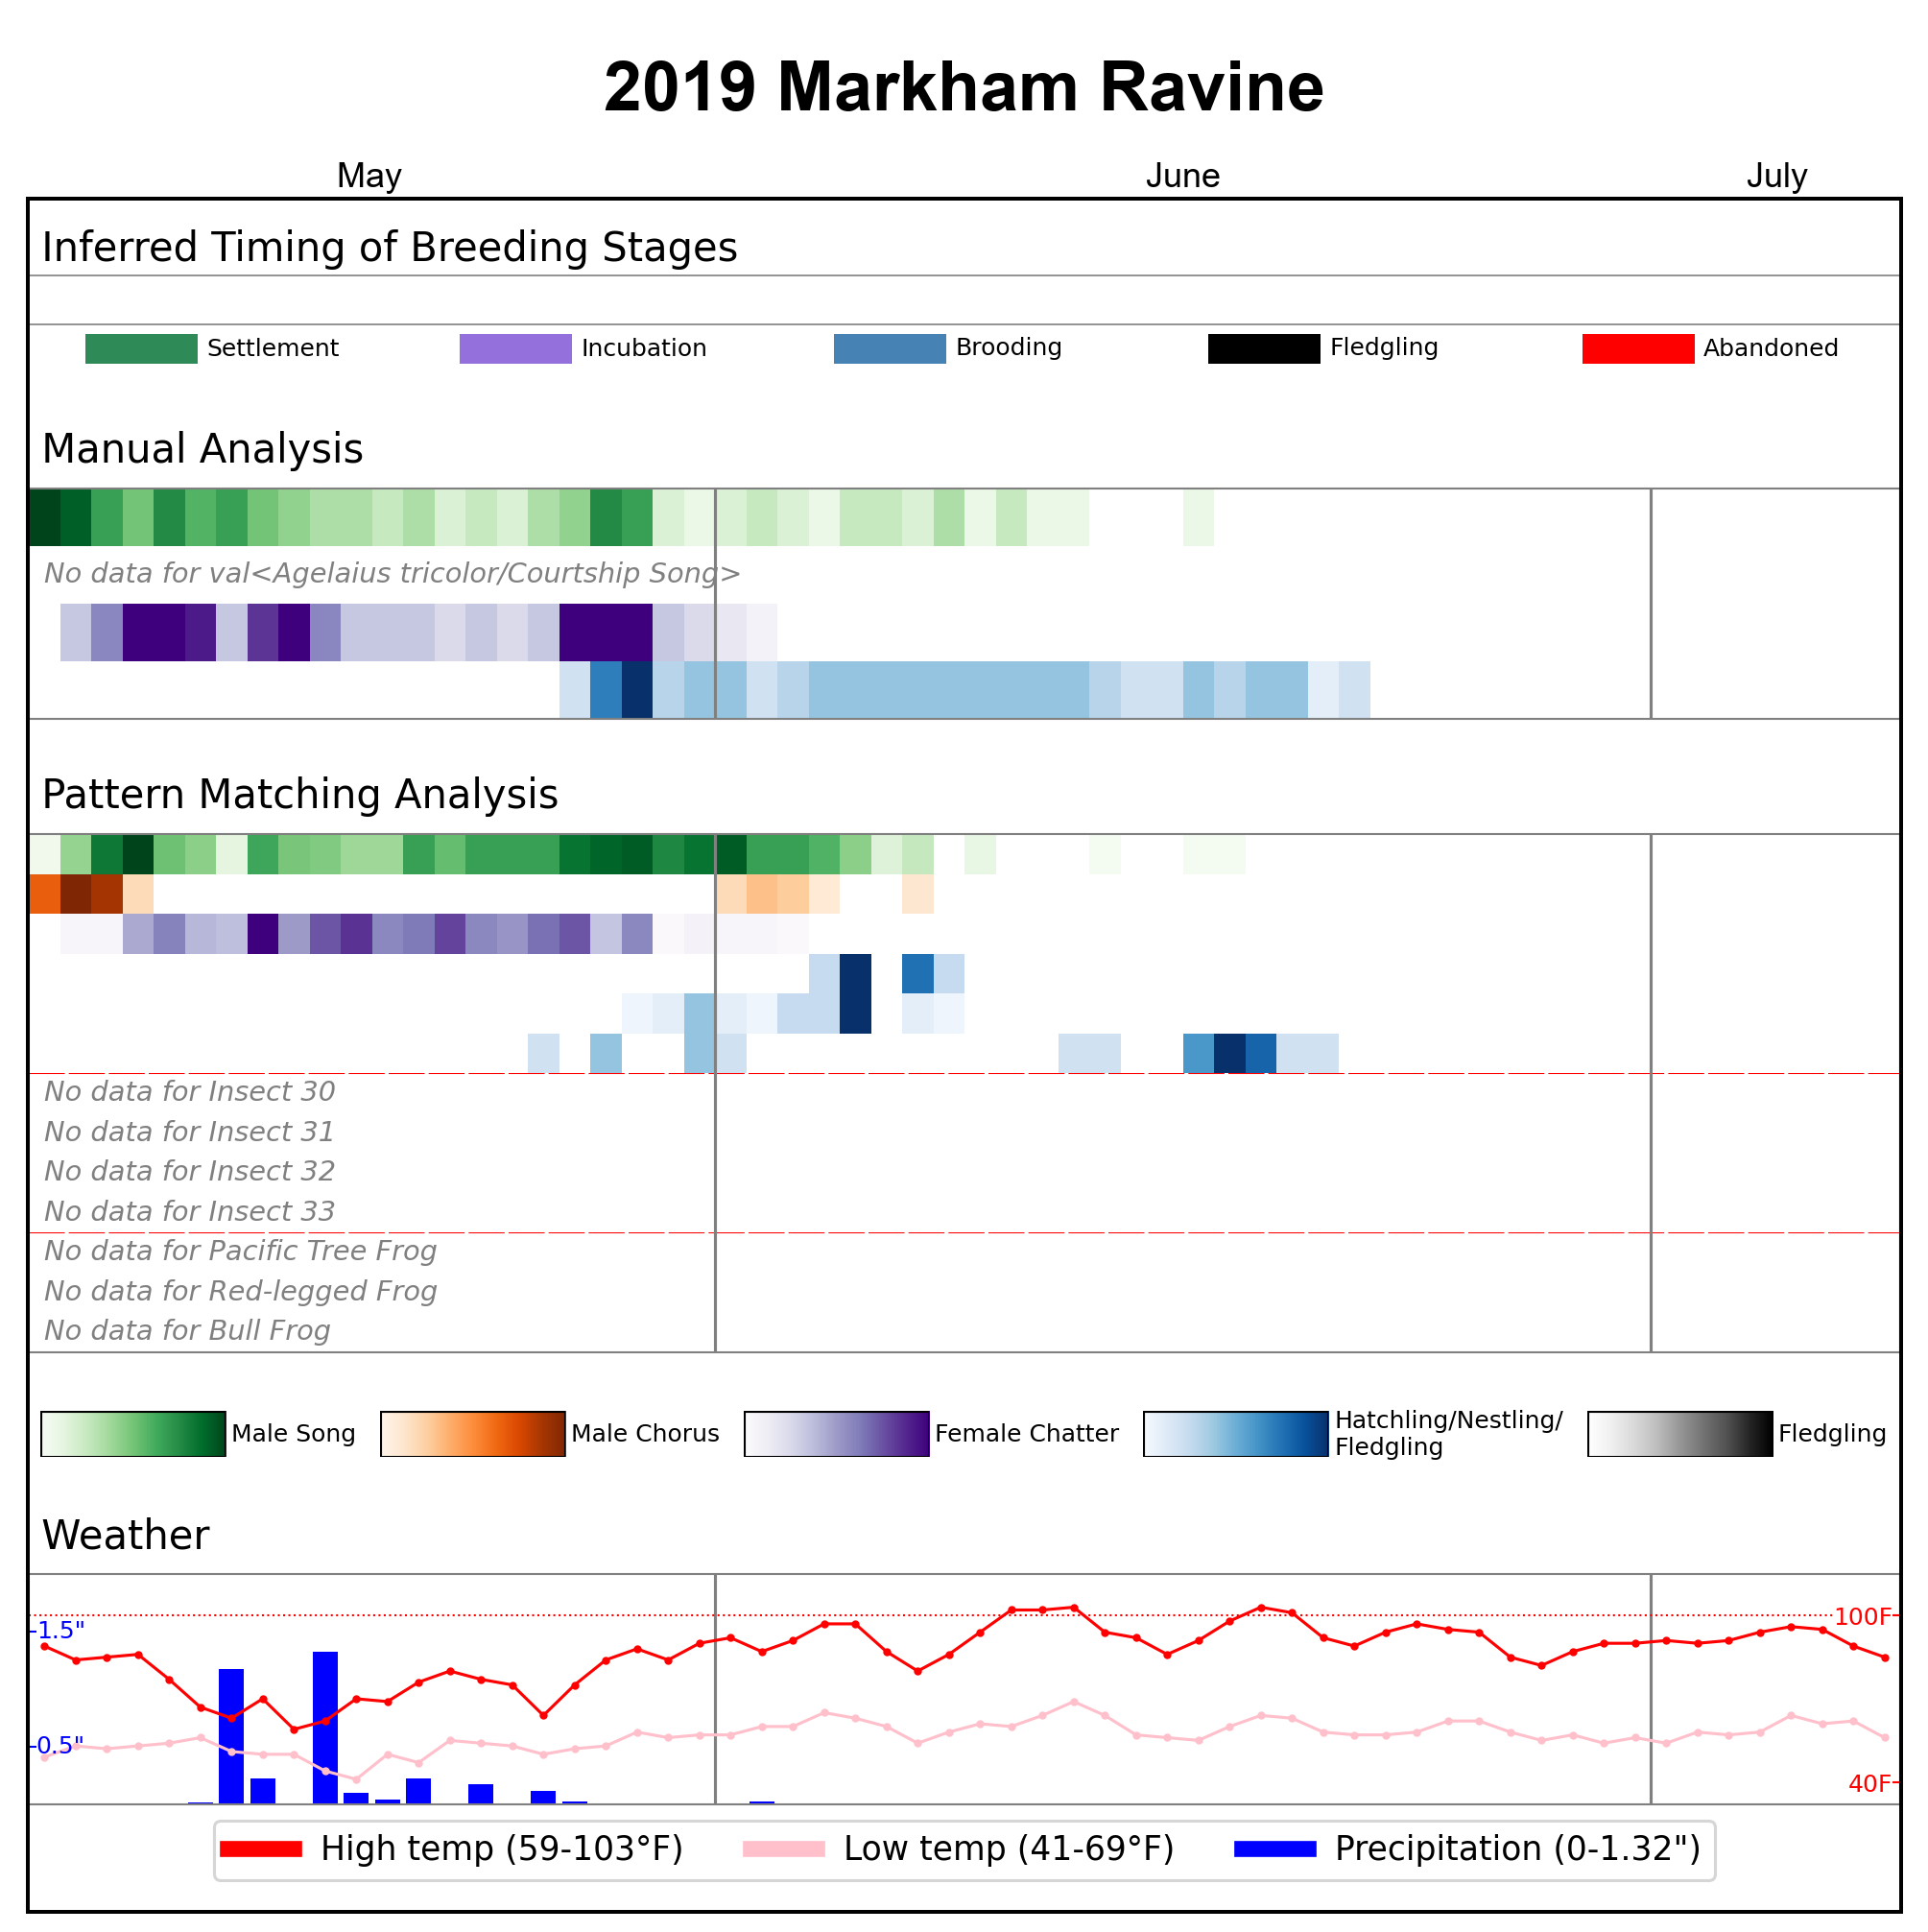 2019 Markham Ravine
May June July
Inferred Timing of Breeding Stages
Settlement Incubation Brooding Fledgling Abandoned
Manual Analysis
No data for val<Agelaius tricolor/Courtship Song>
Pattern Matching Analysis
No data for Insect 30
No data for Insect 31
No data for Insect 32
No data for Insect 33
No data for Pacific Tree Frog
No data for Red-legged Frog
No data for Bull Frog
Male Song Male Chorus Female Chatter Hatchling/Nestling/
Fledgling Fledgling
Weather
1.5" 100F
0.5" 40F
High temp (59-103°F) Low temp (41-69°F) Precipitation (0-1.32")